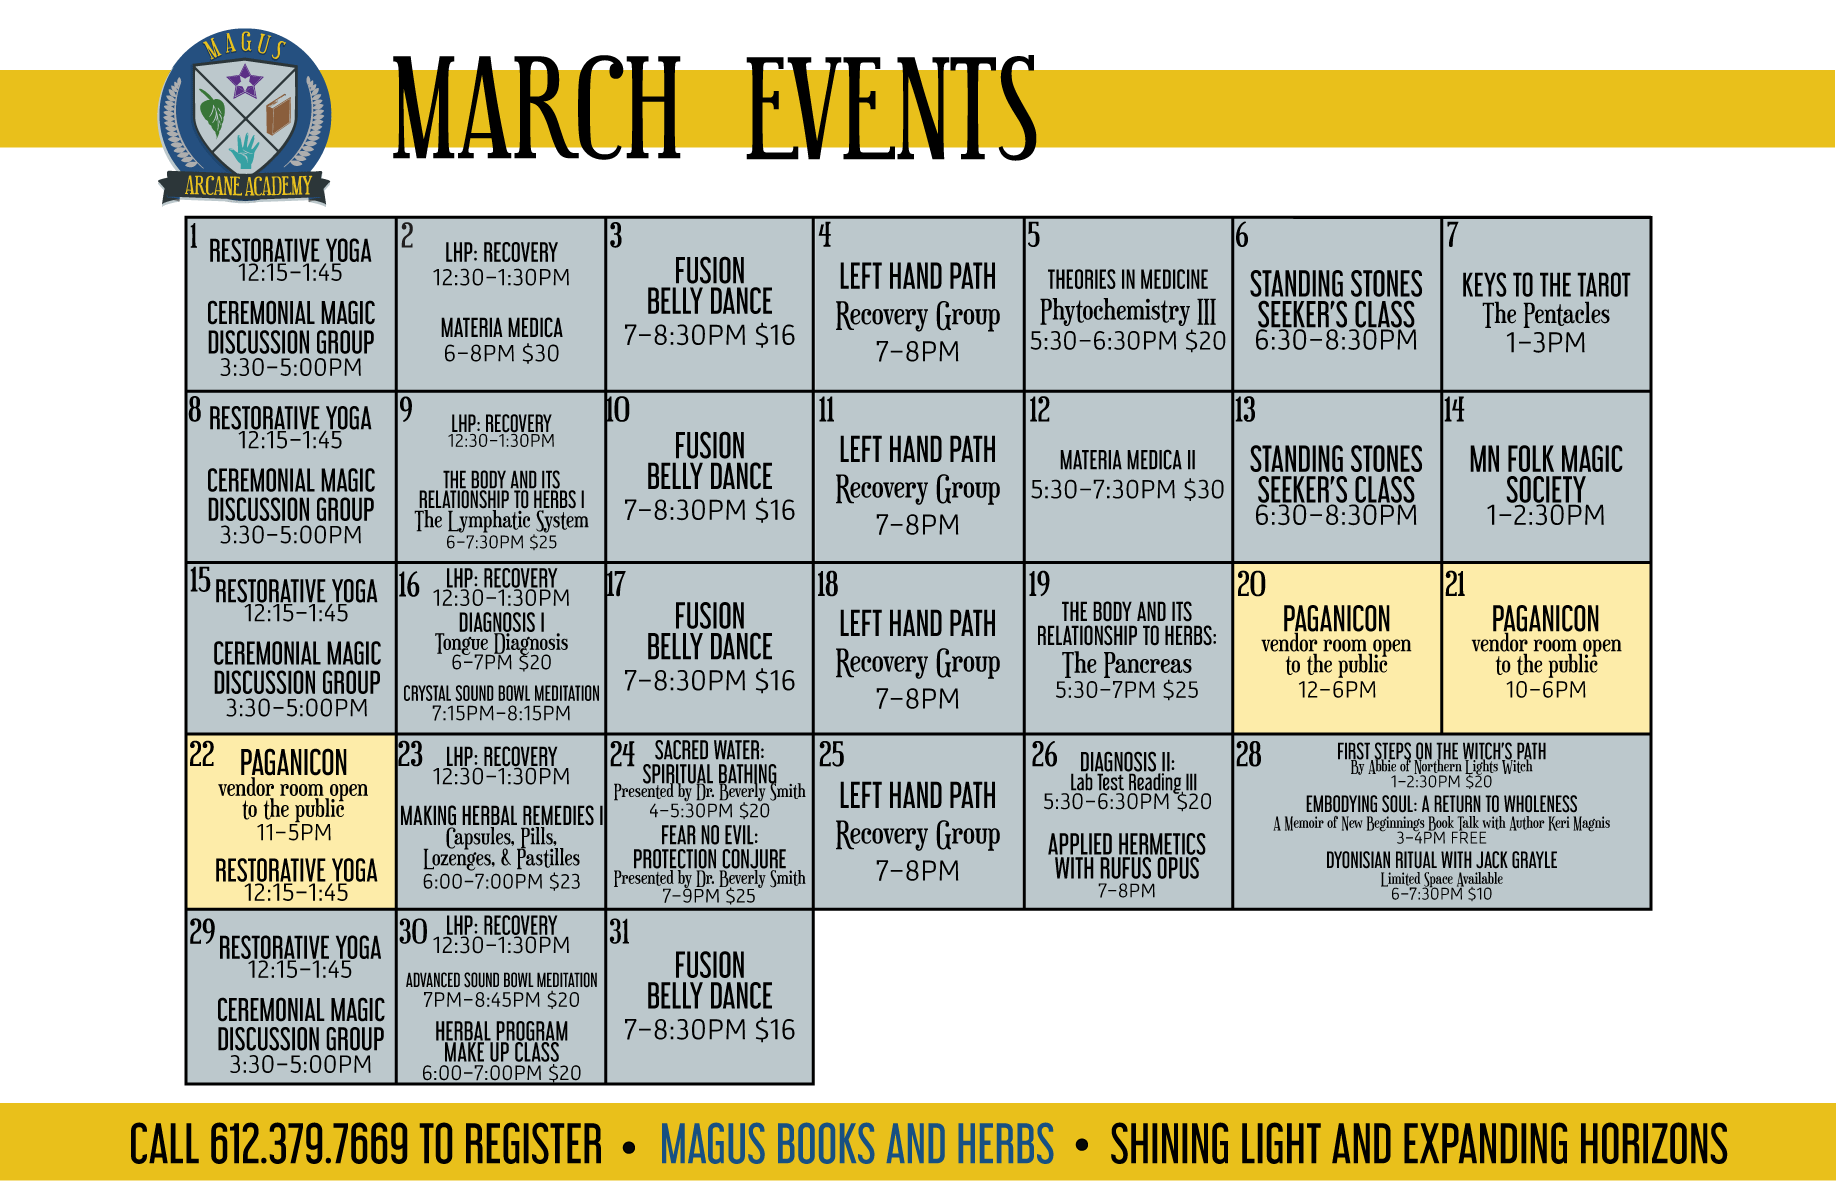 MAGUS
ARCANE ACADEMY
MARCH EVENTS
1
RESTORATIVE YOGA
12:15-1:45
CEREMONIAL MAGIC
DISCUSSION GROUP
3:30-5:00PM
2
LHP: RECOVERY
12:30-1:30PM
MATERIA MEDICA
6-8PM $30
3
FUSION
BELLY DANCE
7-8:30PM $16
4
LEFT HAND PATH
Recovery Group
7-8PM
5
THEORIES IN MEDICINE
Phytochemistry III
5:30-6:30PM $20
6
STANDING STONES
SEEKER'S CLASS
6:30-8:30PM
7
KEYS TO THE TAROT
The Pentacles
1-3PM
8
RESTORATIVE YOGA
12:15-1:45
CEREMONIAL MAGIC
DISCUSSION GROUP
3:30-5:00PM
9
LHP: RECOVERY
12:30-1:30PM
THE BODY AND ITS
RELATIONSHIP TO HERBS I
The Lymphatic System
6-7:30PM $25
10
FUSION
BELLY DANCE
7-8:30PM $16
11
LEFT HAND PATH
Recovery Group
7-8PM
12
MATERIA MEDICA II
5:30-7:30PM $30
13
STANDING STONES
SEEKER'S CLASS
6:30-8:30PM
14
MN FOLK MAGIC
SOCIETY
1-2:30PM
15
RESTORATIVE YOGA
12:15-1:45
CEREMONIAL MAGIC
DISCUSSION GROUP
3:30-5:00PM
16
LHP: RECOVERY
12:30-1:30PM
DIAGNOSIS I
Tongue Diagnosis
6-7PM $20
CRYSTAL SOUND BOWL MEDITATION
7:15PM-8:15PM
17
FUSION
BELLY DANCE
7-8:30PM $16
18
LEFT HAND PATH
Recovery Group
7-8PM
19
THE BODY AND ITS
RELATIONSHIP TO HERBS:
The Pancreas
5:30-7PM $25
20
PAGANICON
vendor room open
to the public
12-6PM
21
PAGANICON
vendor room open
to the public
10-6PM
22
PAGANICON
vendor room open
to the public
11-5PM
RESTORATIVE YOGA
12:15-1:45
23
LHP: RECOVERY
12:30-1:30PM
MAKING HERBAL REMEDIES I
Capsules, Pills,
Lozenges, & Pastilles
6:00-7:00PM $23
24
SACRED WATER:
SPIRITUAL BATHING
Presented by Dr. Beverly Smith
4-5:30PM $20
FEAR NO EVIL:
PROTECTION CONJURE
Presented by Dr. Beverly Smith
7-9PM $25
25
LEFT HAND PATH
Recovery Group
7-8PM
26
DIAGNOSIS II:
Lab Test Reading III
5:30-6:30PM $20
APPLIED HERMETICS
WITH RUFUS OPUS
7-8PM
28
FIRST STEPS ON THE WITCH'S PATH
By Abbie of Northern Lights Witch
1-2:30PM $20
EMBODYING SOUL: A RETURN TO WHOLENESS
A Memoir of New Beginnings Book Talk with Author Keri Magnis
3-4PM FREE
DYONISIAN RITUAL WITH JACK GRAYLE
Limited Space Available
6-7:30PM $10
29
RESTORATIVE YOGA
12:15-1:45
CEREMONIAL MAGIC
DISCUSSION GROUP
3:30-5:00PM
30
LHP: RECOVERY
12:30-1:30PM
ADVANCED SOUND BOWL MEDITATION
7PM-8:45PM $20
HERBAL PROGRAM
MAKE UP CLASS
6:00-7:00PM $20
31
FUSION
BELLY DANCE
7-8:30PM $16
CALL 612.379.7669 TO REGISTER • MAGUS BOOKS AND HERBS • SHINING LIGHT AND EXPANDING HORIZONS